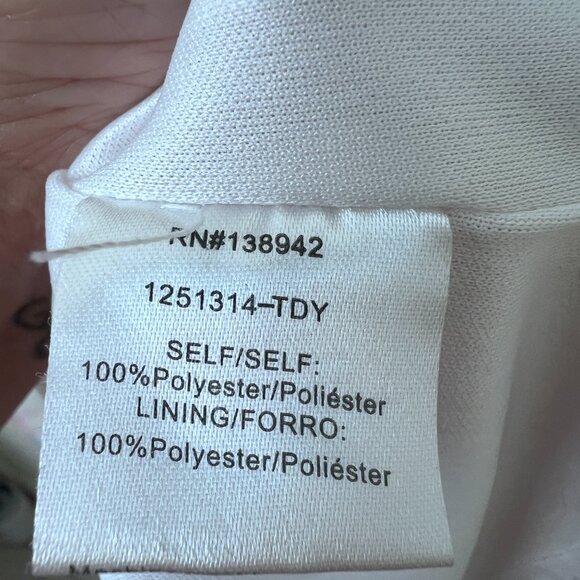 RN#138942
1251314-TDY
SELF/SELF:
100%Polyester/Poliéster
LINING/FORRO:
100%Polyester/Poliéster